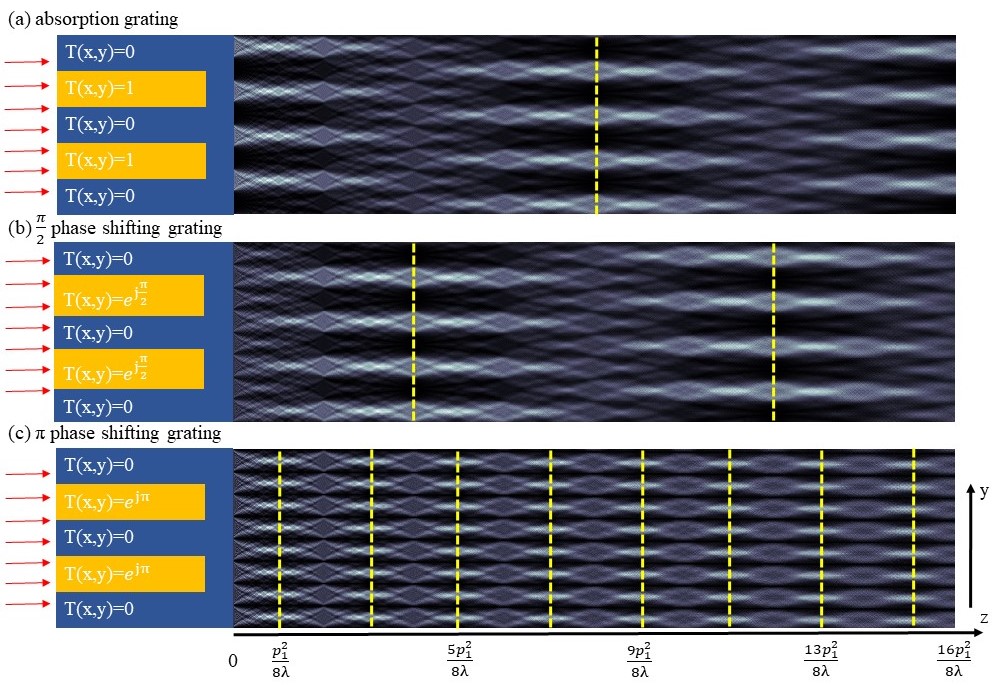 (a) absorption grating
T(x,y)=0
T(x,y)=1
T(x,y)=0
T(x,y)=1
T(x,y)=0
(b) π/2 phase shifting grating
T(x,y)=0
T(x,y)=e^{jπ/2}
T(x,y)=0
T(x,y)=e^{jπ/2}
T(x,y)=0
(c) π phase shifting grating
T(x,y)=0
T(x,y)=e^{jπ}
T(x,y)=0
T(x,y)=e^{jπ}
T(x,y)=0
y
z
0 p₁²/8λ 5p₁²/8λ 9p₁²/8λ 13p₁²/8λ 16p₁²/8λ